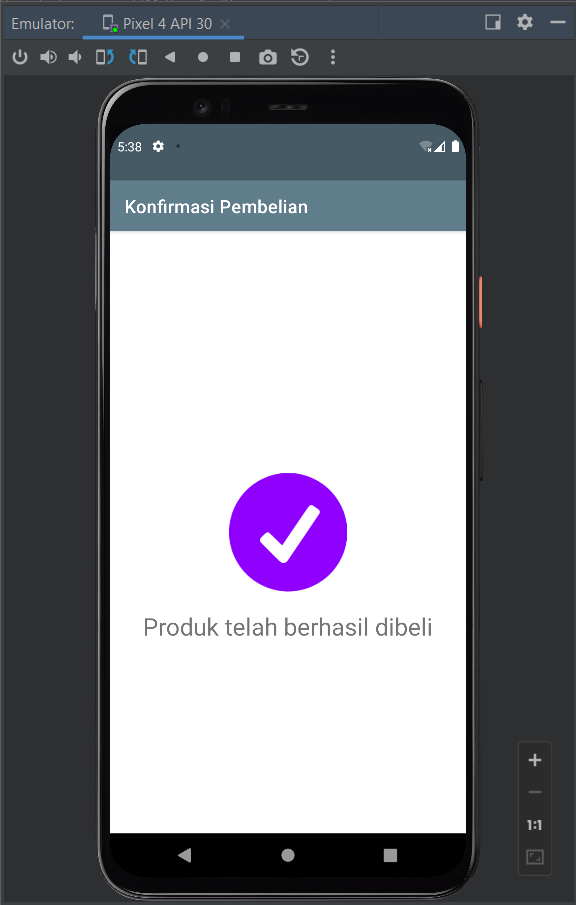 Emulator: Pixel 4 API 30
5:38
Konfirmasi Pembelian
Produk telah berhasil dibeli
1:1